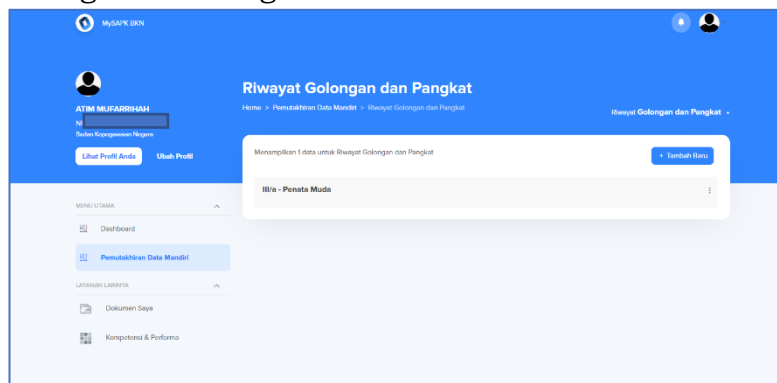 MySAPK BKN
ATIM MUFARRIHAH
NI
Badan Kepegawaian Negara
Lihat Profil Anda
Ubah Profil
MENU UTAMA
Dashboard
Pemutakhiran Data Mandiri
LAYANAN LAINNYA
Dokumen Saya
Kompetensi & Performa
Riwayat Golongan dan Pangkat
Home > Pemutakhiran Data Mandiri > Riwayat Golongan dan Pangkat
Riwayat Golongan dan Pangkat
Menampilkan 1 data untuk Riwayat Golongan dan Pangkat
+ Tambah Baru
III/a - Penata Muda